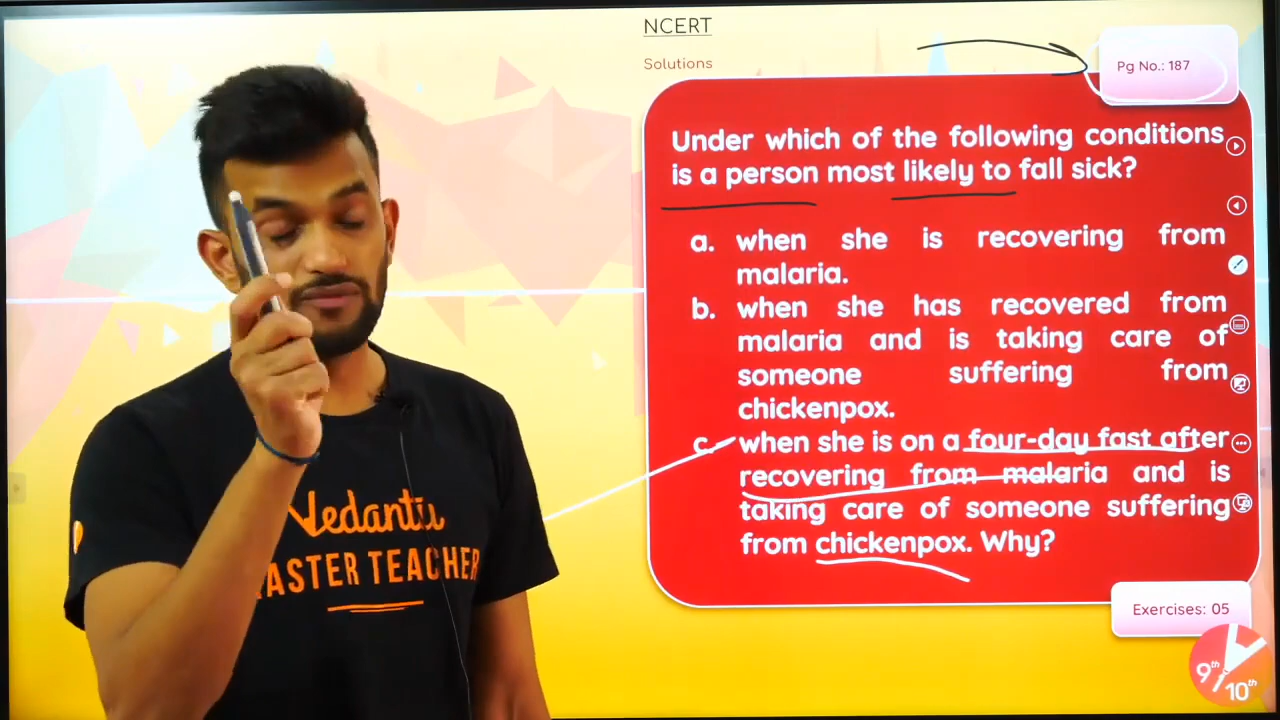 NCERT
Solutions
Pg No.: 187
Under which of the following conditions
is a person most likely to fall sick?
a. when she is recovering from
malaria.
b. when she has recovered from
malaria and is taking care of
someone suffering from
chickenpox.
c. when she is on a four-day fast after
recovering from malaria and is
taking care of someone suffering
from chickenpox. Why?
Exercises: 05
9th/10th
Vedantu
MASTER TEACHER